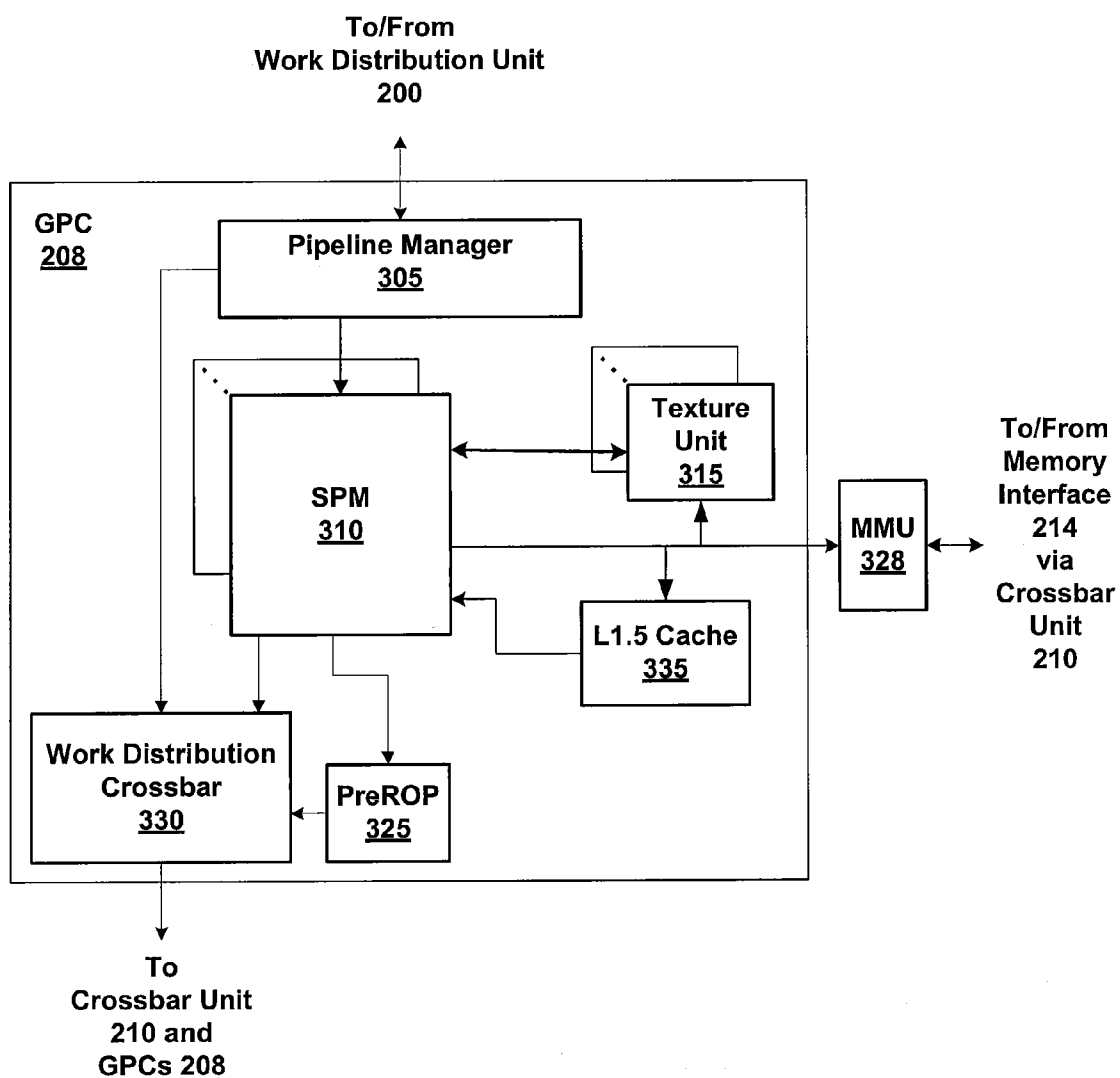 To/From
Work Distribution Unit
200
GPC
208
Pipeline Manager
305
Texture
Unit
315
SPM
310
MMU
328
To/From
Memory
Interface
214
via
Crossbar
Unit
210
L1.5 Cache
335
Work Distribution
Crossbar
330
PreROP
325
To
Crossbar Unit
210 and
GPCs 208